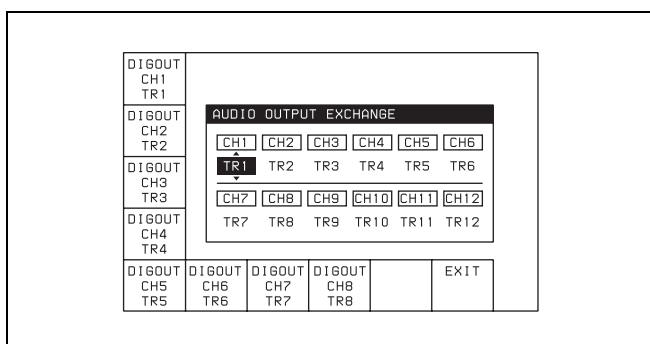 DIGOUT
CH1
TR1
DIGOUT
CH2
TR2
DIGOUT
CH3
TR3
DIGOUT
CH4
TR4
AUDIO OUTPUT EXCHANGE
CH1 CH2 CH3 CH4 CH5 CH6
TR1 TR2 TR3 TR4 TR5 TR6
CH7 CH8 CH9 CH10 CH11 CH12
TR7 TR8 TR9 TR10 TR11 TR12
DIGOUT DIGOUT DIGOUT DIGOUT EXIT
CH5 CH6 CH7 CH8
TR5 TR6 TR7 TR8